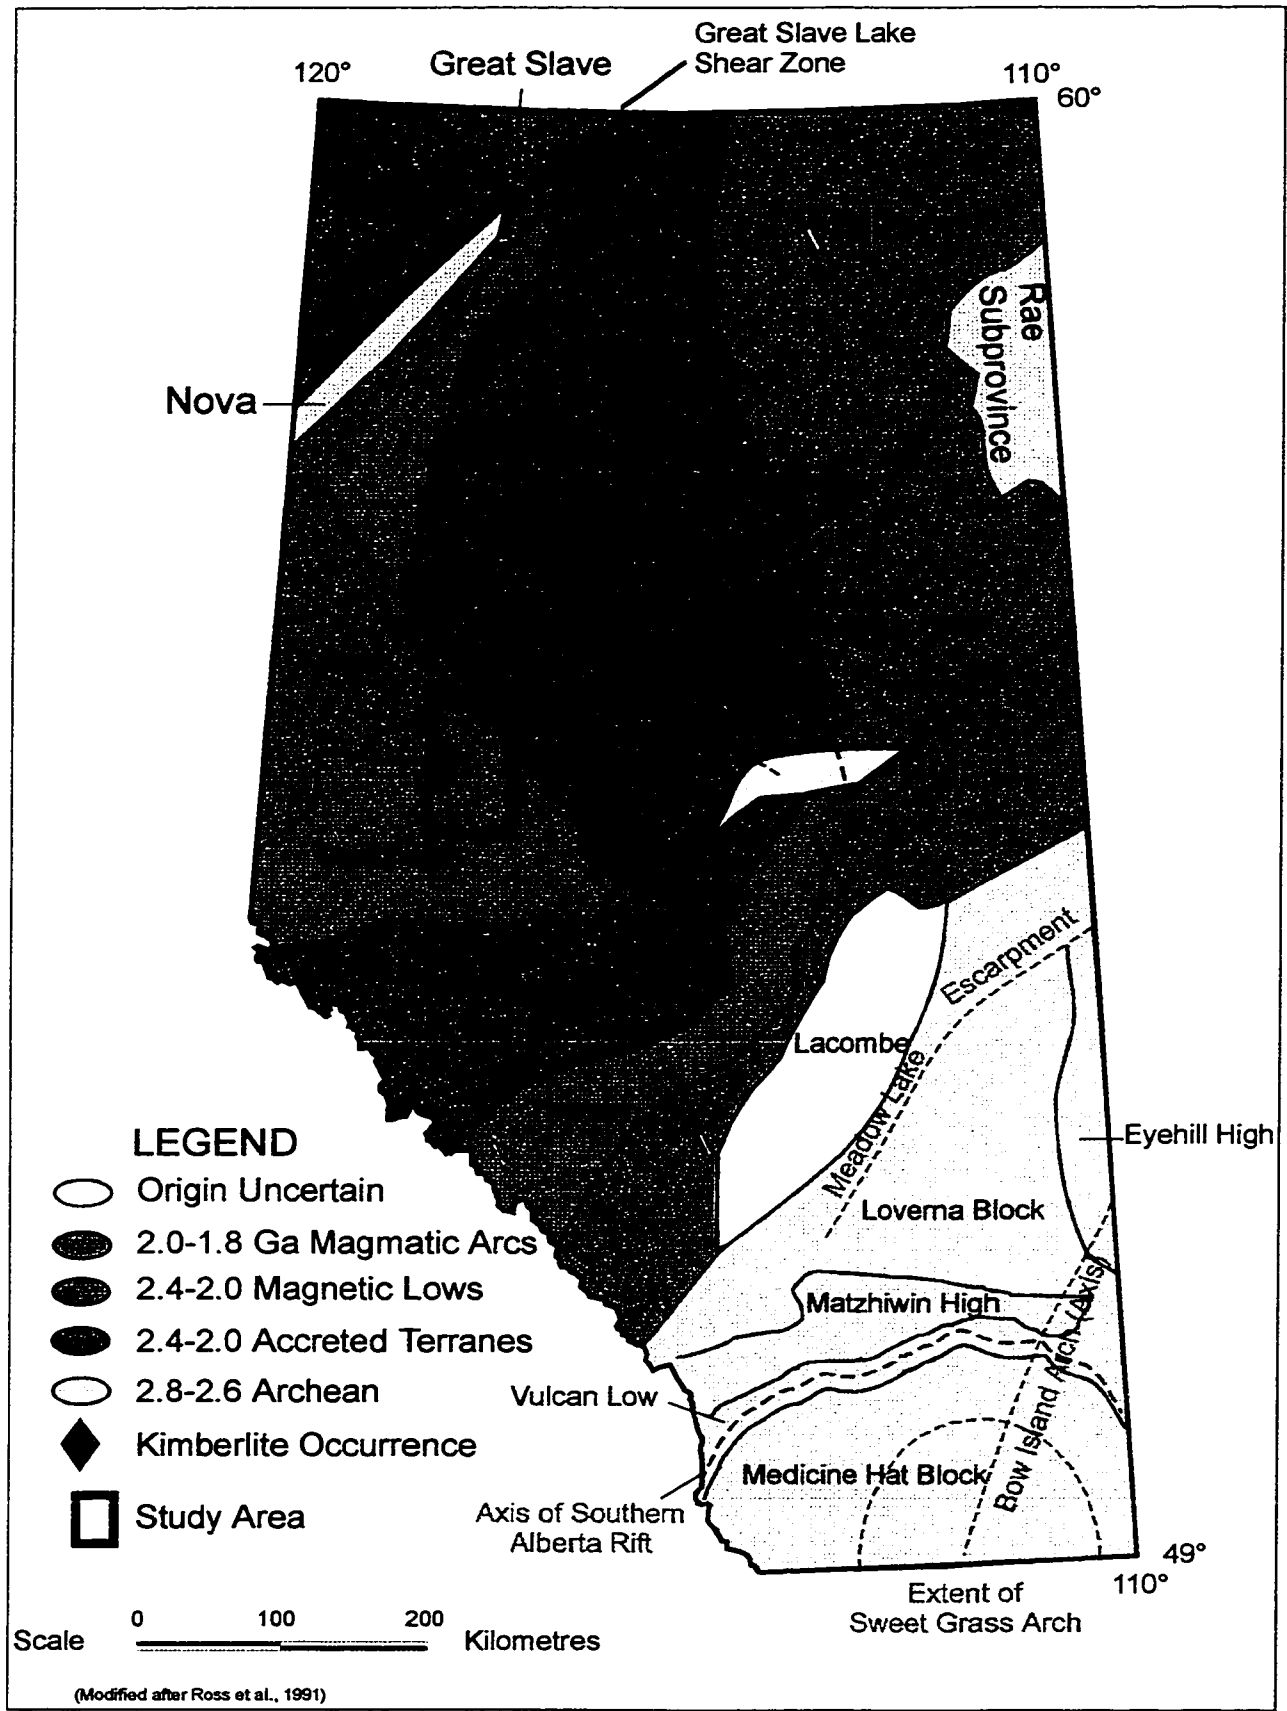 Great Slave Lake
Shear Zone
120°
Great Slave
110°
60°
Rae
Subprovince
Nova
Escarpment
Lacombe
Meadow Lake
Eyehill High
Loverna Block
Matzhiwin High
Bow Island Arch (Axis)
Vulcan Low
Medicine Hat Block
Axis of Southern
Alberta Rift
49°
110°
Extent of
Sweet Grass Arch
LEGEND
Origin Uncertain
2.0-1.8 Ga Magmatic Arcs
2.4-2.0 Magnetic Lows
2.4-2.0 Accreted Terranes
2.8-2.6 Archean
Kimberlite Occurrence
Study Area
0 100 200
Scale Kilometres
(Modified after Ross et al., 1991)